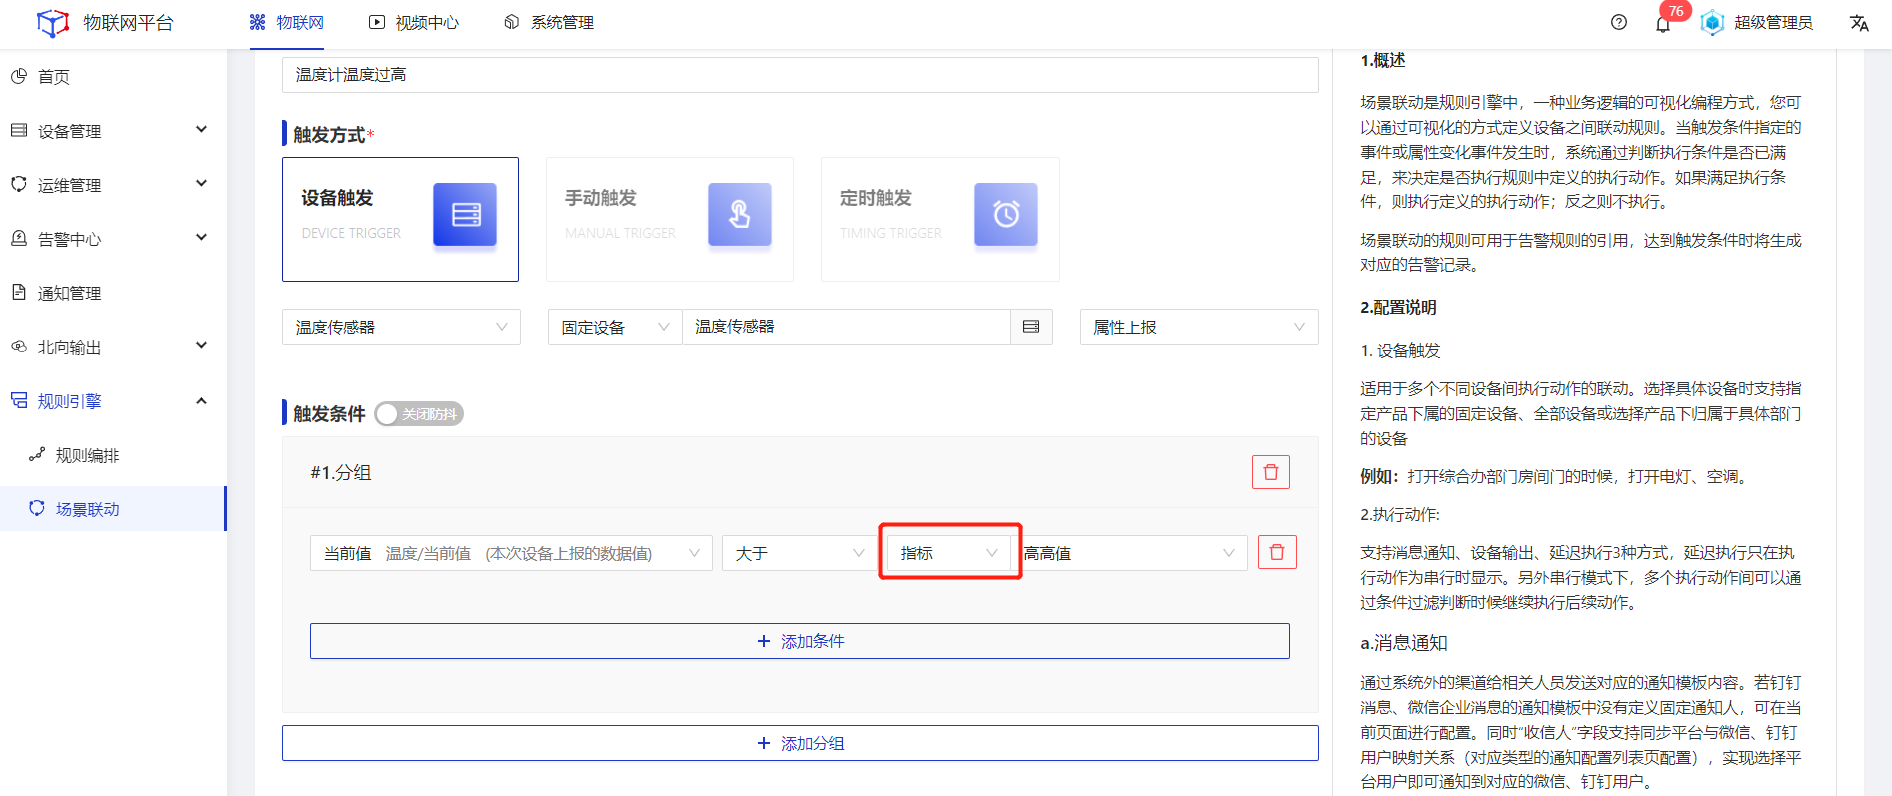 物联网平台
物联网
视频中心
系统管理
76
超级管理员
首页
设备管理
运维管理
告警中心
通知管理
北向输出
规则引擎
规则编排
场景联动
温度计温度过高
触发方式*
设备触发
DEVICE TRIGGER
手动触发
MANUAL TRIGGER
定时触发
TIMING TRIGGER
温度传感器
固定设备
温度传感器
属性上报
触发条件
关闭防抖
#1.分组
当前值 温度/当前值 (本次设备上报的数据值)
大于
指标
高高值
+ 添加条件
+ 添加分组
1.概述
场景联动是规则引擎中，一种业务逻辑的可视化编程方式，您可
以通过可视化的方式定义设备之间联动规则。当触发条件指定的
事件或属性变化事件发生时，系统通过判断执行条件是否已满
足，来决定是否执行规则中定义的执行动作。如果满足执行条
件，则执行定义的执行动作；反之则不执行。
场景联动的规则可用于告警规则的引用，达到触发条件时将生成
对应的告警记录。
2.配置说明
1. 设备触发
适用于多个不同设备间执行动作的联动。选择具体设备时支持指
定产品下属的固定设备、全部设备或选择产品下归属于具体部门
的设备
例如：打开综合办部门房间门的时候，打开电灯、空调。
2.执行动作:
支持消息通知、设备输出、延迟执行3种方式，延迟执行只在执
行动作为串行时显示。另外串行模式下，多个执行动作间可以通
过条件过滤判断时候继续执行后续动作。
a.消息通知
通过系统外的渠道给相关人员发送对应的通知模板内容。若钉钉
消息、微信企业消息的通知模板中没有定义固定通知人，可在当
前页面进行配置。同时“收信人”字段支持同步平台与微信、钉钉
用户映射关系（对应类型的通知配置列表页配置），实现选择平
台用户即可通知到对应的微信、钉钉用户。